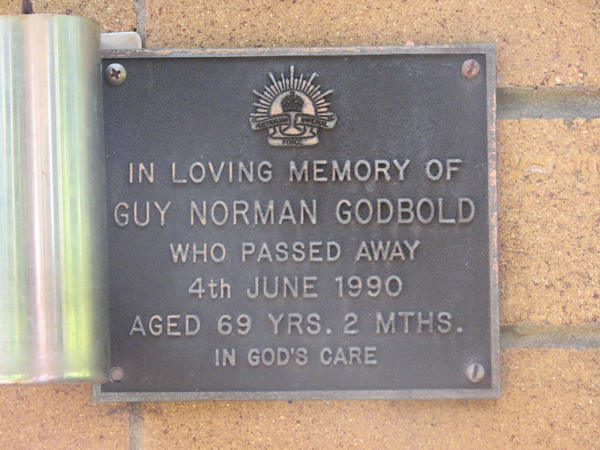 AUSTRALIAN IMPERIAL
FORCE
IN LOVING MEMORY OF
GUY NORMAN GODBOLD
WHO PASSED AWAY
4th JUNE 1990
AGED 69 YRS. 2 MTHS.
IN GOD'S CARE